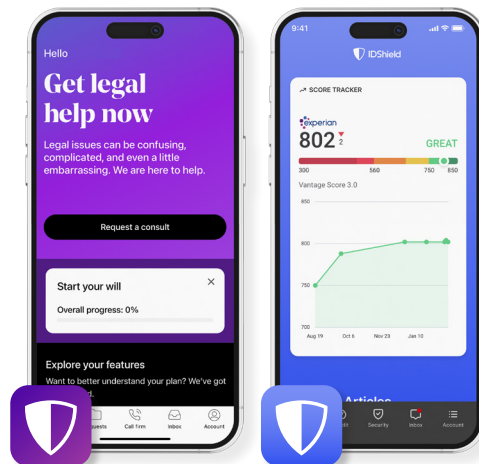 Hello
Get legal
help now
Legal issues can be confusing,
complicated, and even a little
embarrassing. We are here to help.
Request a consult
Start your will
Overall progress: 0%
Explore your features
Want to better understand your plan? We've got
Call firm
Inbox
Account
9:41
IDShield
SCORE TRACKER
experian
802 2
GREAT
300 560 750 850
Vantage Score 3.0
850
800
750
700
Aug 19 Oct 6 Nov 23 Jan 10
Articles
Security
Inbox
Account